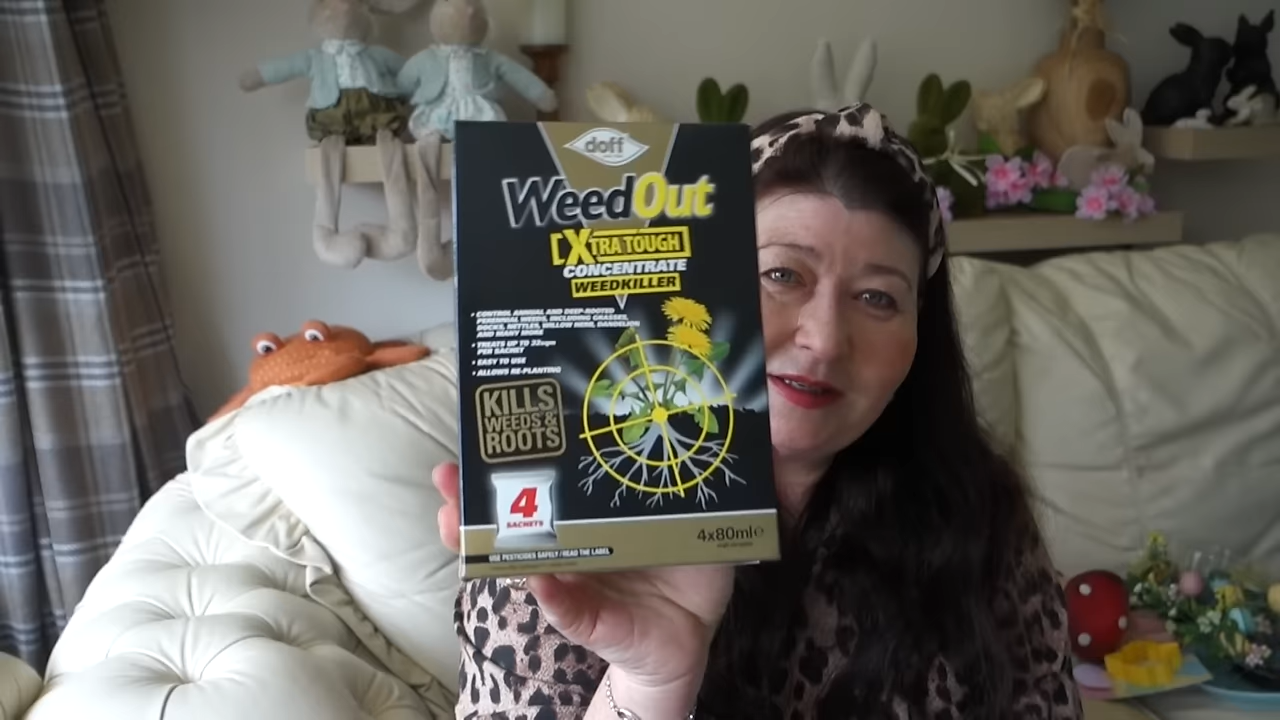 doff
WeedOut
XTRA TOUGH
CONCENTRATE
WEEDKILLER
• CONTROL ANNUAL AND DEEP-ROOTED
PERENNIAL WEEDS, INCLUDING GRASSES,
DOCKS, NETTLES, WILLOW HERB, DANDELION
AND MANY MORE
• TREATS UP TO 32sqm
PER SACHET
• EASY TO USE
• ALLOWS RE-PLANTING
KILLS
WEEDS &
ROOTS
4
SACHETS
4x80ml℮
USE PESTICIDES SAFELY/READ THE LABEL